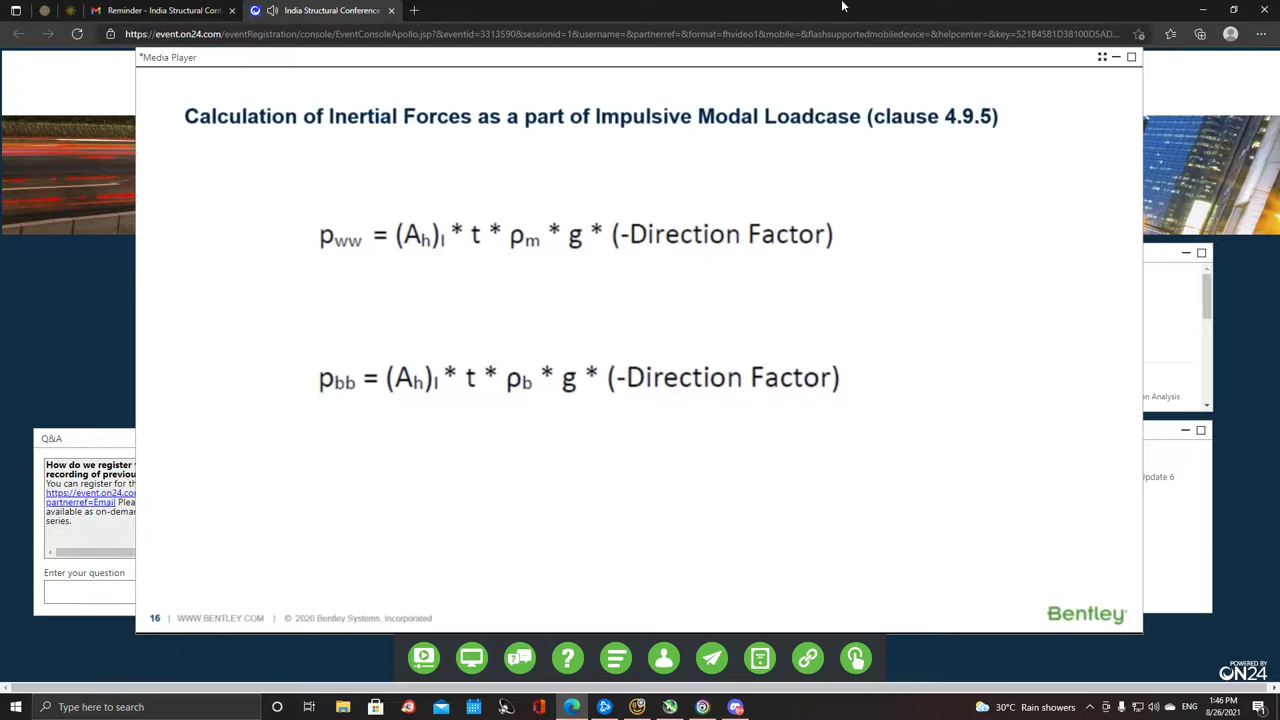 Reminder - India Structural Conf
India Structural Conference
https://event.on24.com/eventRegistration/console/EventConsoleApollo.jsp?&eventid=3313590&sessionid=1&username=&partnerref=&format=fhvideo1&mobile=&flashsupportedmobiledevice=&helpcenter=&key=521B4581D38100D5AD...
*Media Player
Calculation of Inertial Forces as a part of Impulsive Modal Loadcase (clause 4.9.5)
pww = (Ah)I * t * ρm * g * (-Direction Factor)
pbb = (Ah)I * t * ρb * g * (-Direction Factor)
n Analysis
Q&A
How do we register
recording of previou
You can register for th
https://event.on24.co
partnerref=Email Plea
available as on-dema
series.
pdate 6
Enter your question
16 | WWW.BENTLEY.COM | © 2020 Bentley Systems, Incorporated
Bentley
POWERED BY
ON24
Type here to search
30°C Rain showers
1:46 PM
8/26/2021